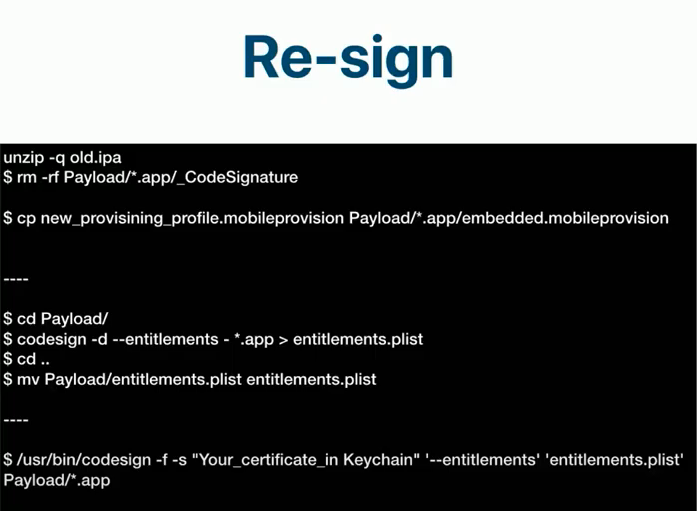 Re-sign
unzip -q old.ipa
$ rm -rf Payload/*.app/_CodeSignature
$ cp new_provisining_profile.mobileprovision Payload/*.app/embedded.mobileprovision
----
$ cd Payload/
$ codesign -d --entitlements - *.app > entitlements.plist
$ cd ..
$ mv Payload/entitlements.plist entitlements.plist
----
$ /usr/bin/codesign -f -s "Your_certificate_in Keychain" '--entitlements' 'entitlements.plist'
Payload/*.app